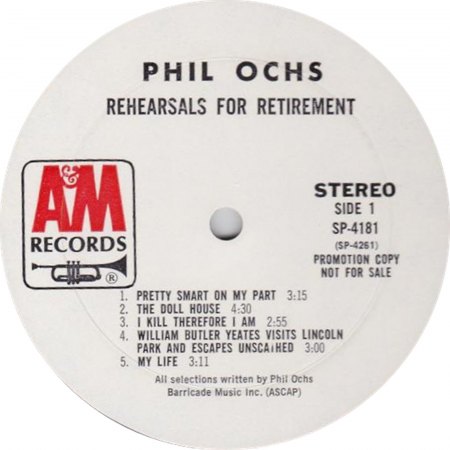 PHIL OCHS
REHEARSALS FOR RETIREMENT
A&M
RECORDS
®
STEREO
SIDE 1
SP-4181
(SP-4261)
PROMOTION COPY
NOT FOR SALE
1. PRETTY SMART ON MY PART 3:15
2. THE DOLL HOUSE 4:30
3. I KILL THEREFORE I AM 2:55
4. WILLIAM BUTLER YEATES VISITS LINCOLN
PARK AND ESCAPES UNSCATHED 3:00
5. MY LIFE 3:11
All selections written by Phil Ochs
Barricade Music Inc. (ASCAP)